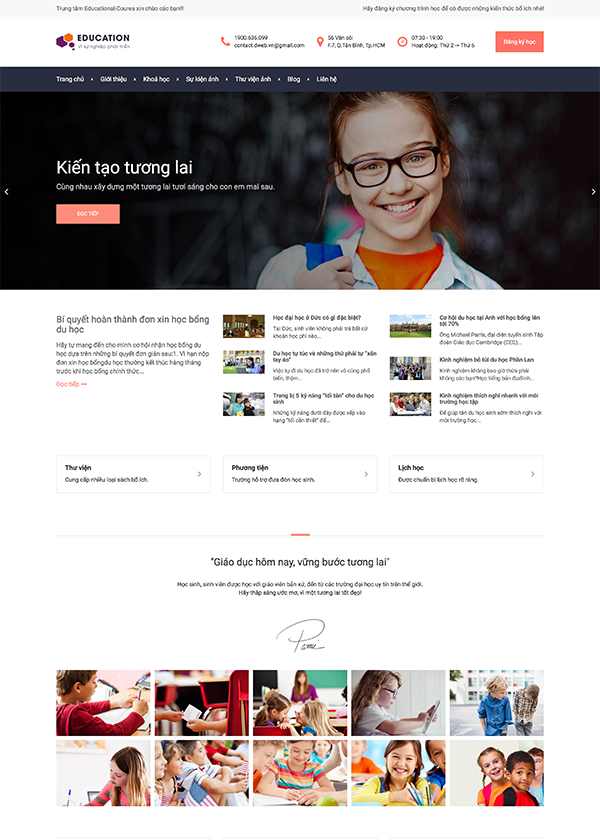 Trung tâm Educational-Coures xin chào các bạn!!!
Hãy đăng ký chương trình học để có được những kiến thức bổ ích nhé!
EDUCATION
Vì sự nghiệp phát triển
1900.636.099
contact.dweb.vn@gmail.com
56 Vân côi
F.7, Q.Tân Bình, Tp.HCM
07:30 - 19:00
Hoạt động: Thứ 2 -> Thứ 6
Đăng ký học
Trang chủ
Giới thiệu
Khoá học
Sự kiện ảnh
Thư viện ảnh
Blog
Liên hệ
Kiến tạo tương lai
Cùng nhau xây dựng một tương lai tươi sáng cho con em mai sau.
ĐỌC TIẾP
Bí quyết hoàn thành đơn xin học bổng
du học
Hãy tự mang đến cho mình cơ hội nhận học bổng du
học dựa trên những bí quyết đơn giản sau:1. Vì hạn nộp
đơn xin học bổngdu học thường kết thúc hàng tháng
trước khi học bổng chính thức...
Đọc tiếp
Học đại học ở Đức có gì đặc biệt?
Tại Đức, sinh viên không phải trả bất cứ
khoản học phí nào...
Du học tự túc và những thứ phải tự "xắn
tay áo"
Việc tự đi du học đã trở nên vô cùng phổ
biến, thậm...
Trang bị 5 kỹ năng "tối tân" cho du học
sinh
Những kỹ năng dưới đây được xếp vào
hạng "tối cần thiết" để...
Cơ hội du học tại Anh với học bổng lên
tới 70%
Ông Michael Parris, đại diện tuyển sinh Tập
đoàn Giáo dục Cambridge (CEG)...
Kinh nghiệm bỏ túi du học Phần Lan
Kinh nghiệm không bao giờ thừa phải
không các bạn?Học tiếng bản địaSinh...
Kinh nghiệm thích nghi nhanh với môi
trường học tập
Để giúp tân du học sinh sớm thích nghi với
môi trường học...
Thư viện
Cung cấp nhiều loại sách bổ ích.
Phương tiện
Trường hỗ trợ đưa đón học sinh.
Lịch học
Được chuẩn bị lịch học rõ ràng.
"Giáo dục hôm nay, vững bước tương lai"
Học sinh, sinh viên được học với giáo viên bản xứ, đến từ các trường đại học uy tín trên thế giới.
Hãy thắp sáng ước mơ, vì một tương lai tốt đẹp!